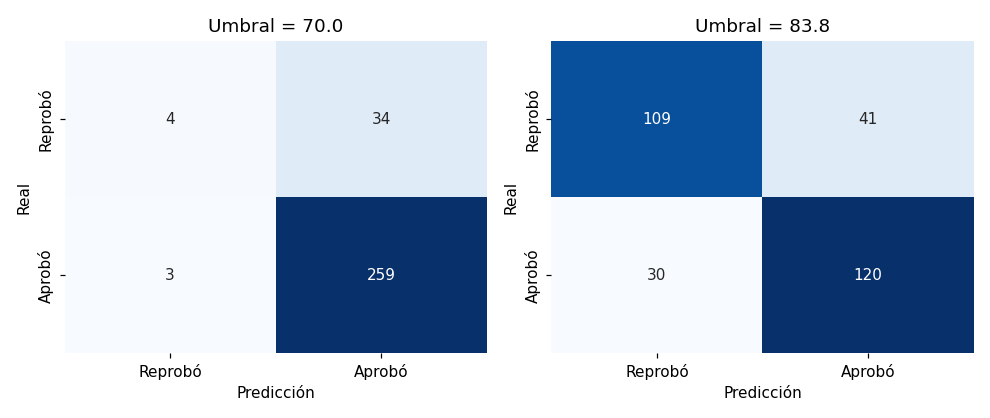 Umbral = 70.0
Reprobó
Aprobó
Real
4
34
3
259
Reprobó
Aprobó
Predicción
Umbral = 83.8
Reprobó
Aprobó
Real
109
41
30
120
Reprobó
Aprobó
Predicción